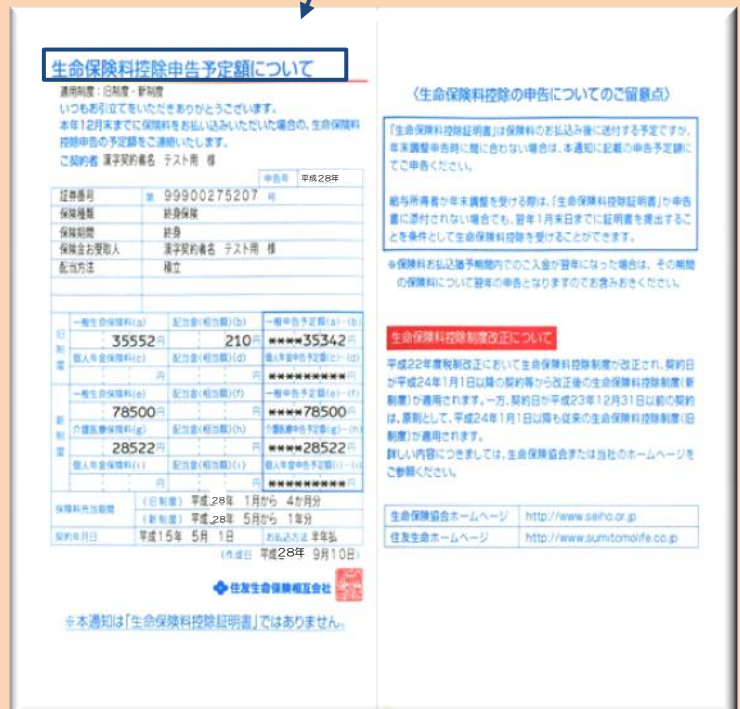 生命保険料控除申告予定額について
適用制度：旧制度・新制度
いつもお引立てをいただきありがとうございます。
本年12月末までに保険料をお払い込みいただいた場合の、生命保険料
控除申告の予定額をご連絡いたします。
ご契約者 漢字契約者名 テスト用 様
申告年 平成28年
証券番号 第 99900275207 号
保険種類 終身保険
保険期間 終身
保険金お受取人 漢字契約者名 テスト用 様
配当方法 積立
旧制度
一般生命保険料(a) 配当金(相当額)(b) 一般申告予定額(a)-(b)
35552円 210円 ****35342円
個人年金保険料(c) 配当金(相当額)(d) 個人年金申告予定額(c)-(d)
円 円 *********円
新制度
一般生命保険料(e) 配当金(相当額)(f) 一般申告予定額(e)-(f)
78500円 円 ****78500円
介護医療保険料(g) 配当金(相当額)(h) 介護医療申告予定額(g)-(h)
28522円 円 ****28522円
個人年金保険料(i) 配当金(相当額)(j) 個人年金申告予定額(i)-(j)
円 円 *********円
保険料充当期間 (旧制度) 平成 28年 1月から 4か月分
(新制度) 平成 28年 5月から 1年分
契約年月日 平成15年 5月 1日 お払込方法 半年払
(作成日 平成28年 9月10日)
住友生命保険相互会社
※本通知は「生命保険料控除証明書」ではありません。
〈生命保険料控除の申告についてのご留意点〉
「生命保険料控除証明書」は保険料のお払込み後に送付する予定ですが、
年末調整申告時に間に合わない場合は、本通知に記載の申告予定額に
てご申告ください。
給与所得者が年末調整を受ける際は、「生命保険料控除証明書」が申告
書に添付されない場合でも、翌年1月末日までに証明書を提出するこ
とを条件として生命保険料控除を受けることができます。
※保険料お払込猶予期間内でのご入金が翌年になった場合は、その期間
の保険料について翌年の申告となりますのでお含みおきください。
生命保険料控除制度改正について
平成22年度税制改正において生命保険料控除制度が改正され、契約日
が平成24年1月1日以降の契約等から改正後の生命保険料控除制度(新
制度)が適用されます。一方、契約日が平成23年12月31日以前の契約
は、原則として、平成24年1月1日以降も従来の生命保険料控除制度(旧
制度)が適用されます。
詳しい内容につきましては、生命保険協会または当社のホームページを
ご参照ください。
生命保険協会ホームページ http://www.seiho.or.jp
住友生命ホームページ http://www.sumitomolife.co.jp